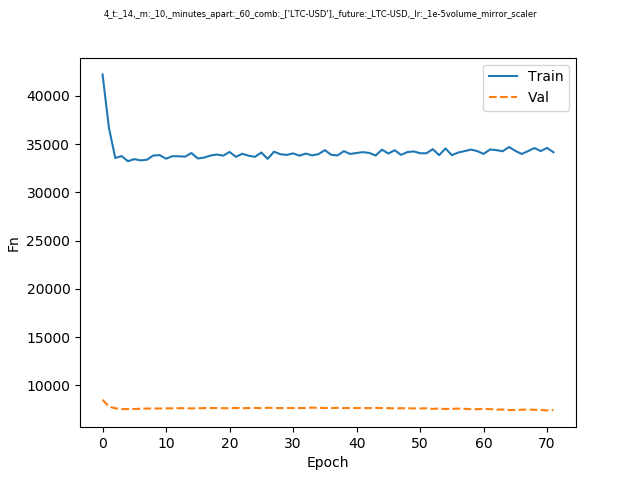 4_t:_14,_m:_10,_minutes_apart:_60_comb:_['LTC-USD'],_future:_LTC-USD,_lr:_1e-5volume_mirror_scaler
Train
Val
40000
35000
30000
25000
20000
15000
10000
Fn
0 10 20 30 40 50 60 70
Epoch